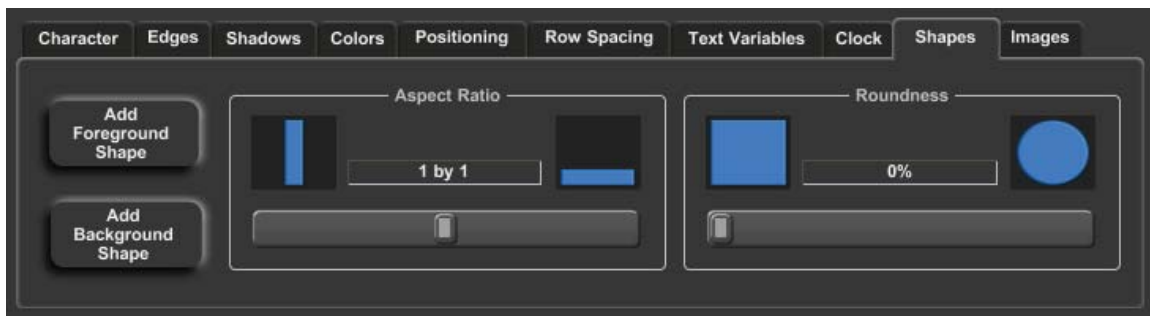 Character Edges Shadows Colors Positioning Row Spacing Text Variables Clock Shapes Images
Add
Foreground
Shape
Add
Background
Shape
Aspect Ratio
1 by 1
Roundness
0%